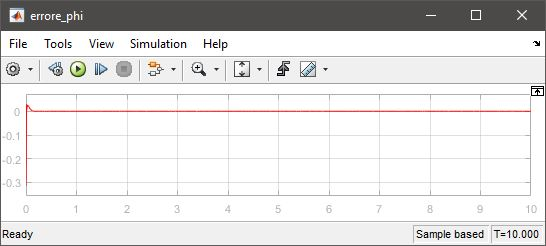 errore_phi
File Tools View Simulation Help
0
-0.1
-0.2
-0.3
0 1 2 3 4 5 6 7 8 9 10
Ready Sample based T=10.000